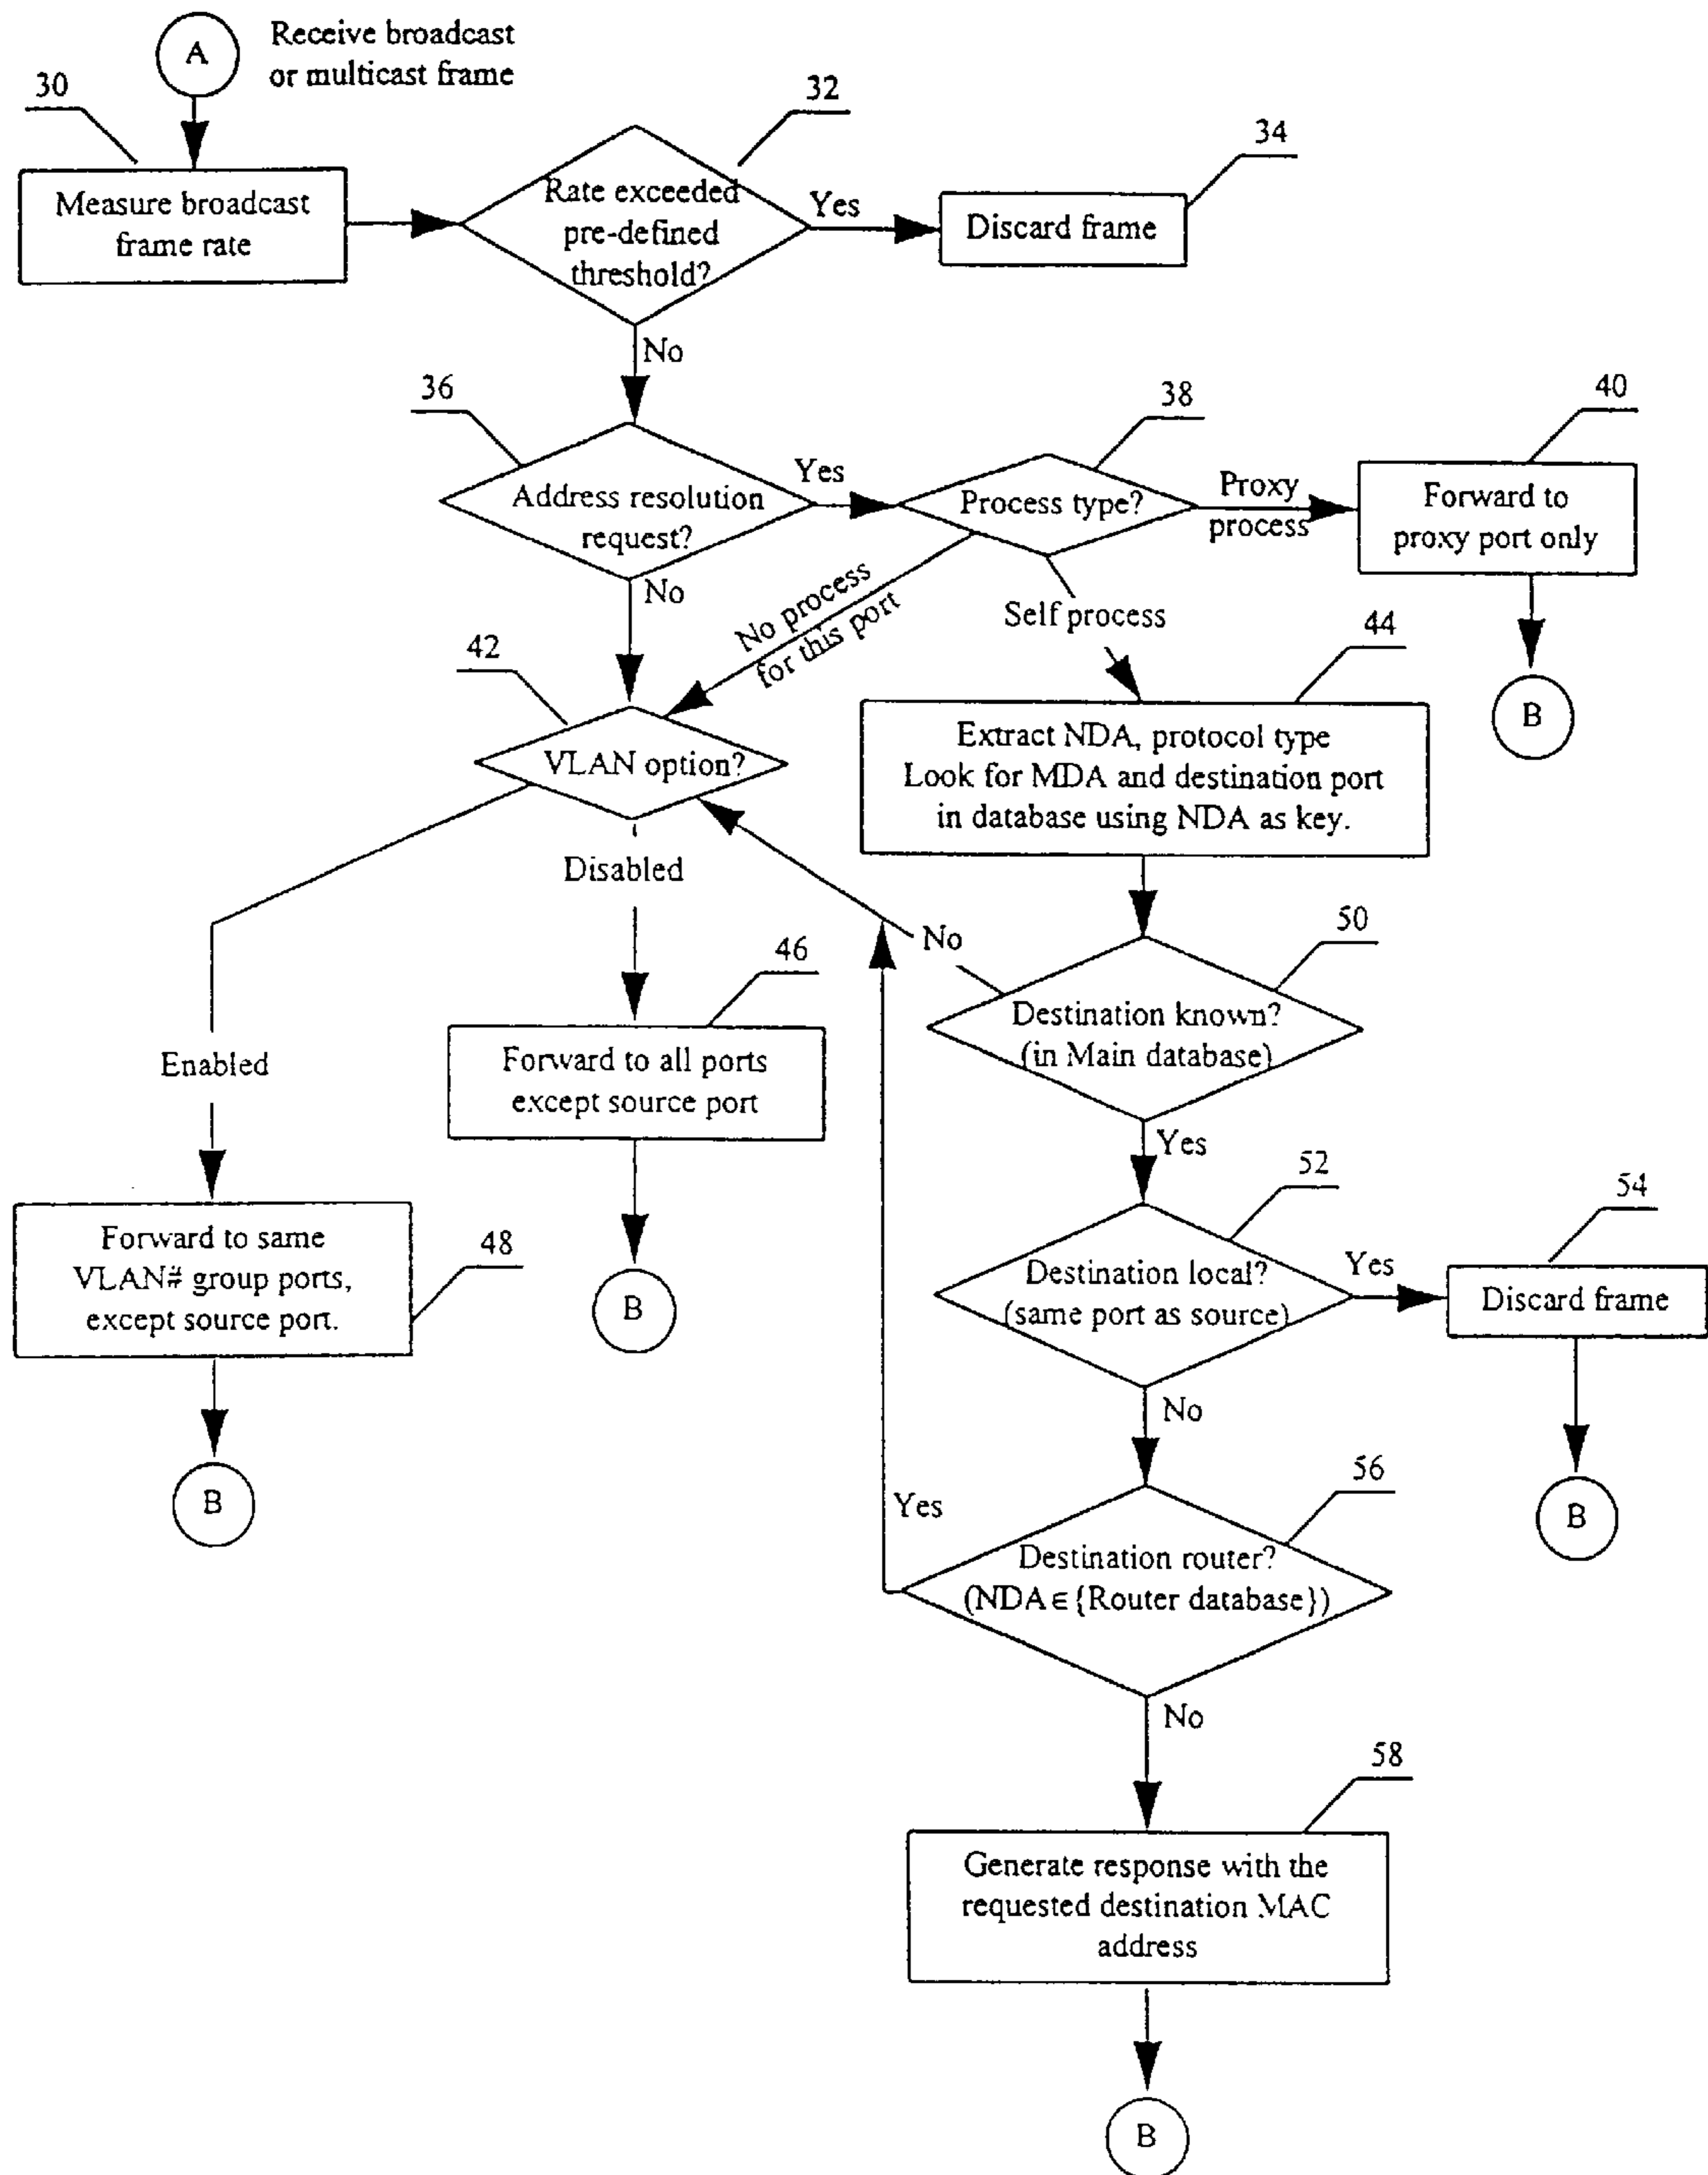 A
Receive broadcast
or multicast frame
30
32
34
Measure broadcast
frame rate
Rate exceeded
pre-defined
threshold?
Yes
Discard frame
No
36
38
40
Address resolution
request?
Yes
Process type?
Proxy
process
Forward to
proxy port only
No
No process
for this port
Self process
44
B
42
VLAN option?
Extract NDA, protocol type
Look for MDA and destination port
in database using NDA as key.
Disabled
Enabled
46
No
50
Forward to all ports
except source port
Destination known?
(in Main database)
Yes
Forward to same
VLAN# group ports,
except source port.
48
B
52
54
Destination local?
(same port as source)
Yes
Discard frame
No
B
B
56
Yes
Destination router?
(NDA∈{Router database})
No
58
Generate response with the
requested destination MAC
address
B